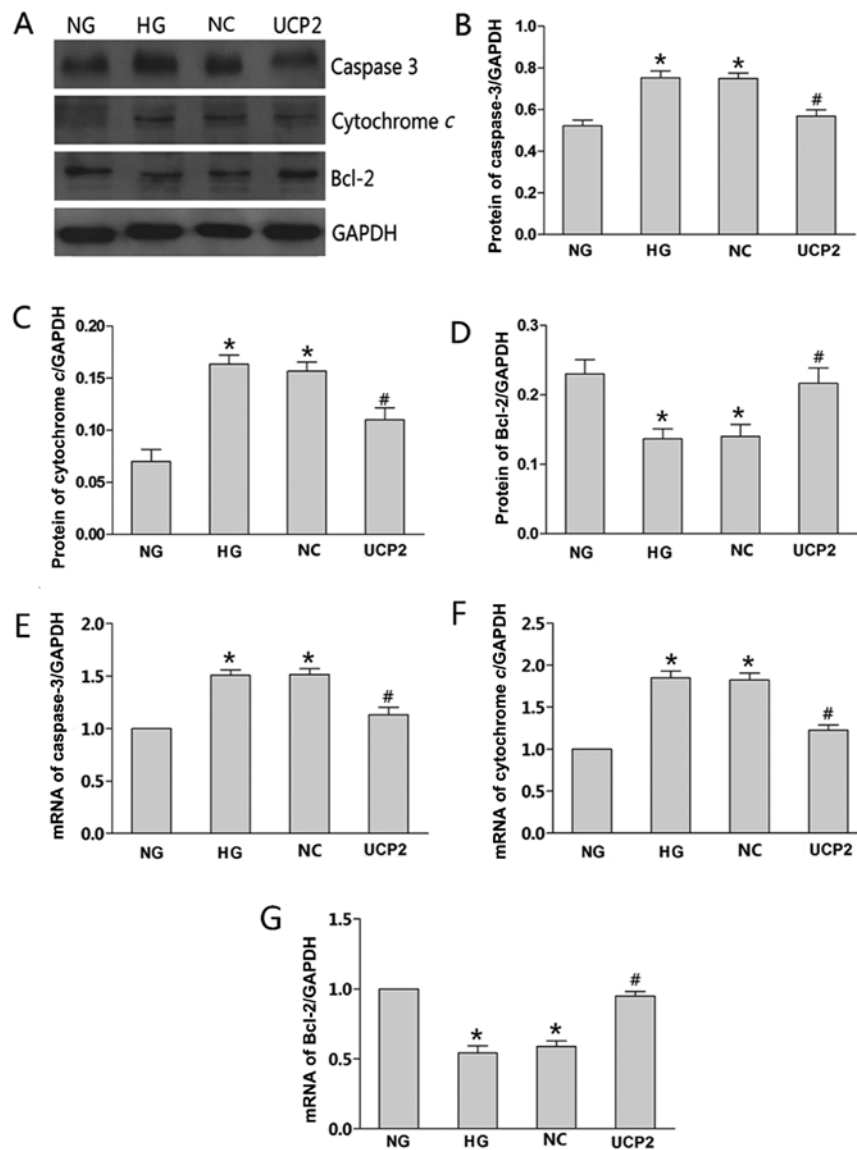 A
NG HG NC UCP2
Caspase 3
Cytochrome c
Bcl-2
GAPDH
B
Protein of caspase-3/GAPDH
1.0
0.8
0.6
0.4
0.2
0.0
* * #
NG HG NC UCP2
C
Protein of cytochrome c/GAPDH
0.20
0.15
0.10
0.05
0.00
* * #
NG HG NC UCP2
D
Protein of Bcl-2/GAPDH
0.3
0.2
0.1
0.0
* * #
NG HG NC UCP2
E
mRNA of caspase-3/GAPDH
2.0
1.5
1.0
0.5
0.0
* * #
NG HG NC UCP2
F
mRNA of cytochrome c/GAPDH
2.5
2.0
1.5
1.0
0.5
0.0
* * #
NG HG NC UCP2
G
mRNA of Bcl-2/GAPDH
1.5
1.0
0.5
0.0
* * #
NG HG NC UCP2